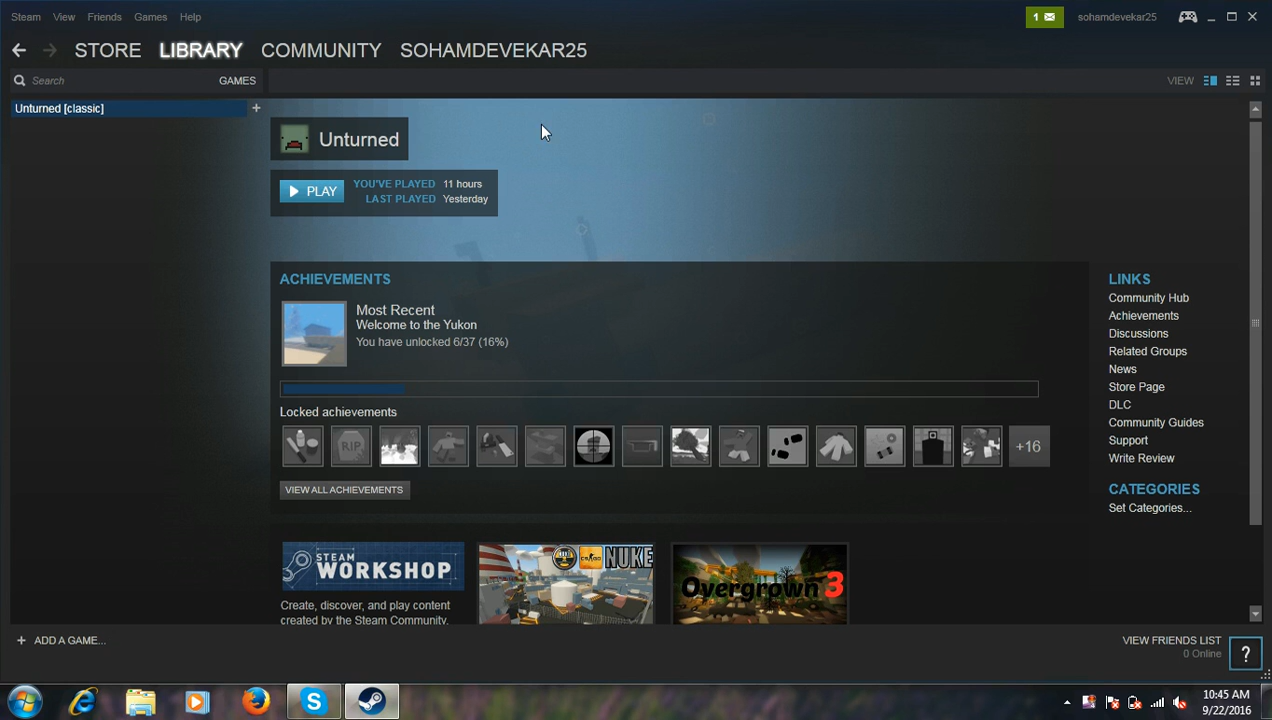 Steam View Friends Games Help
1 sohamdevekar25
STORE LIBRARY COMMUNITY SOHAMDEVEKAR25
Search GAMES
VIEW
Unturned [classic] +
Unturned
PLAY YOU'VE PLAYED 11 hours
LAST PLAYED Yesterday
ACHIEVEMENTS
Most Recent
Welcome to the Yukon
You have unlocked 6/37 (16%)
Locked achievements
RIP
+16
VIEW ALL ACHIEVEMENTS
LINKS
Community Hub
Achievements
Discussions
Related Groups
News
Store Page
DLC
Community Guides
Support
Write Review
CATEGORIES
Set Categories...
STEAM
WORKSHOP
Create, discover, and play content
created by the Steam Community.
CS GO NUKE
Overgrown 3
+ ADD A GAME...
VIEW FRIENDS LIST
0 Online
?
10:45 AM
9/22/2016